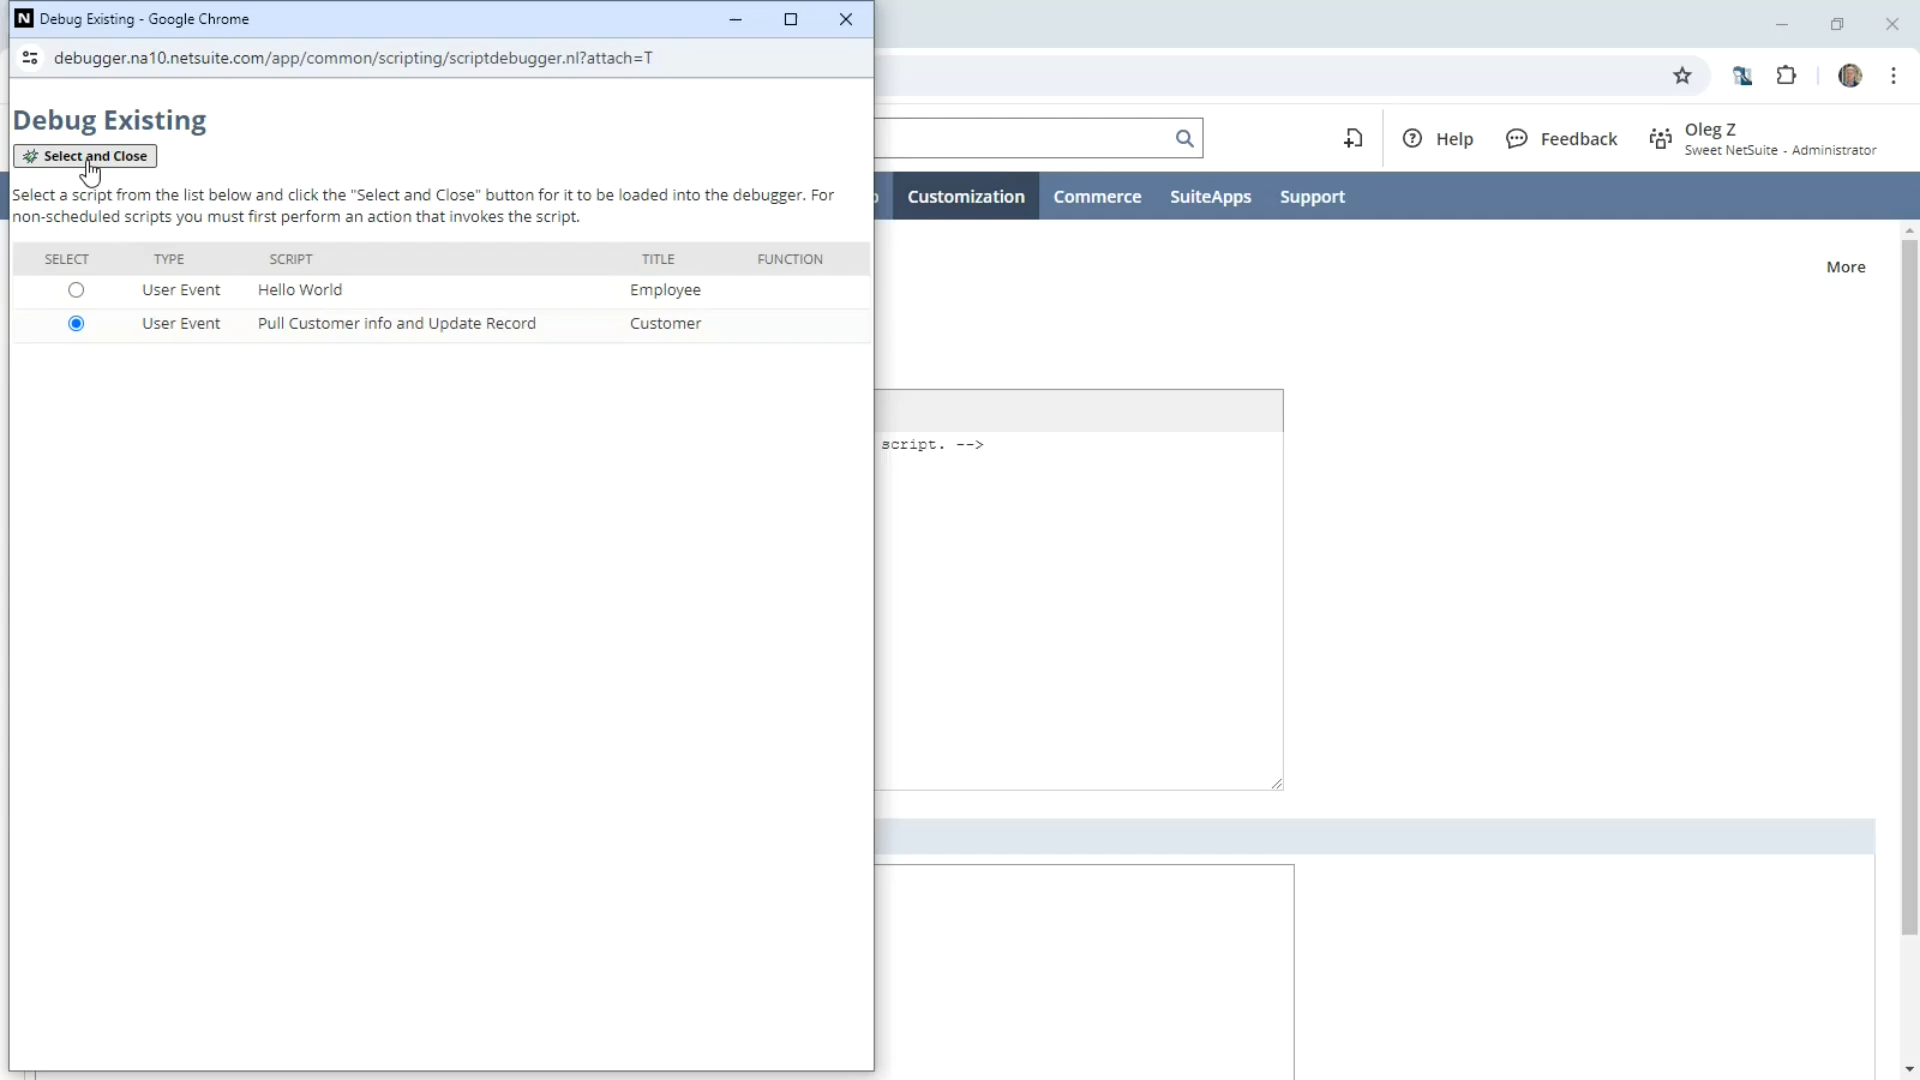 N Debug Existing - Google Chrome
debugger.na10.netsuite.com/app/common/scripting/scriptdebugger.nl?attach=T
Debug Existing
Select and Close
Select a script from the list below and click the "Select and Close" button for it to be loaded into the debugger. For
non-scheduled scripts you must first perform an action that invokes the script.
SELECT TYPE SCRIPT TITLE FUNCTION
User Event Hello World Employee
User Event Pull Customer info and Update Record Customer
Help Feedback Oleg Z
Sweet NetSuite - Administrator
Customization Commerce SuiteApps Support
More
script. -->